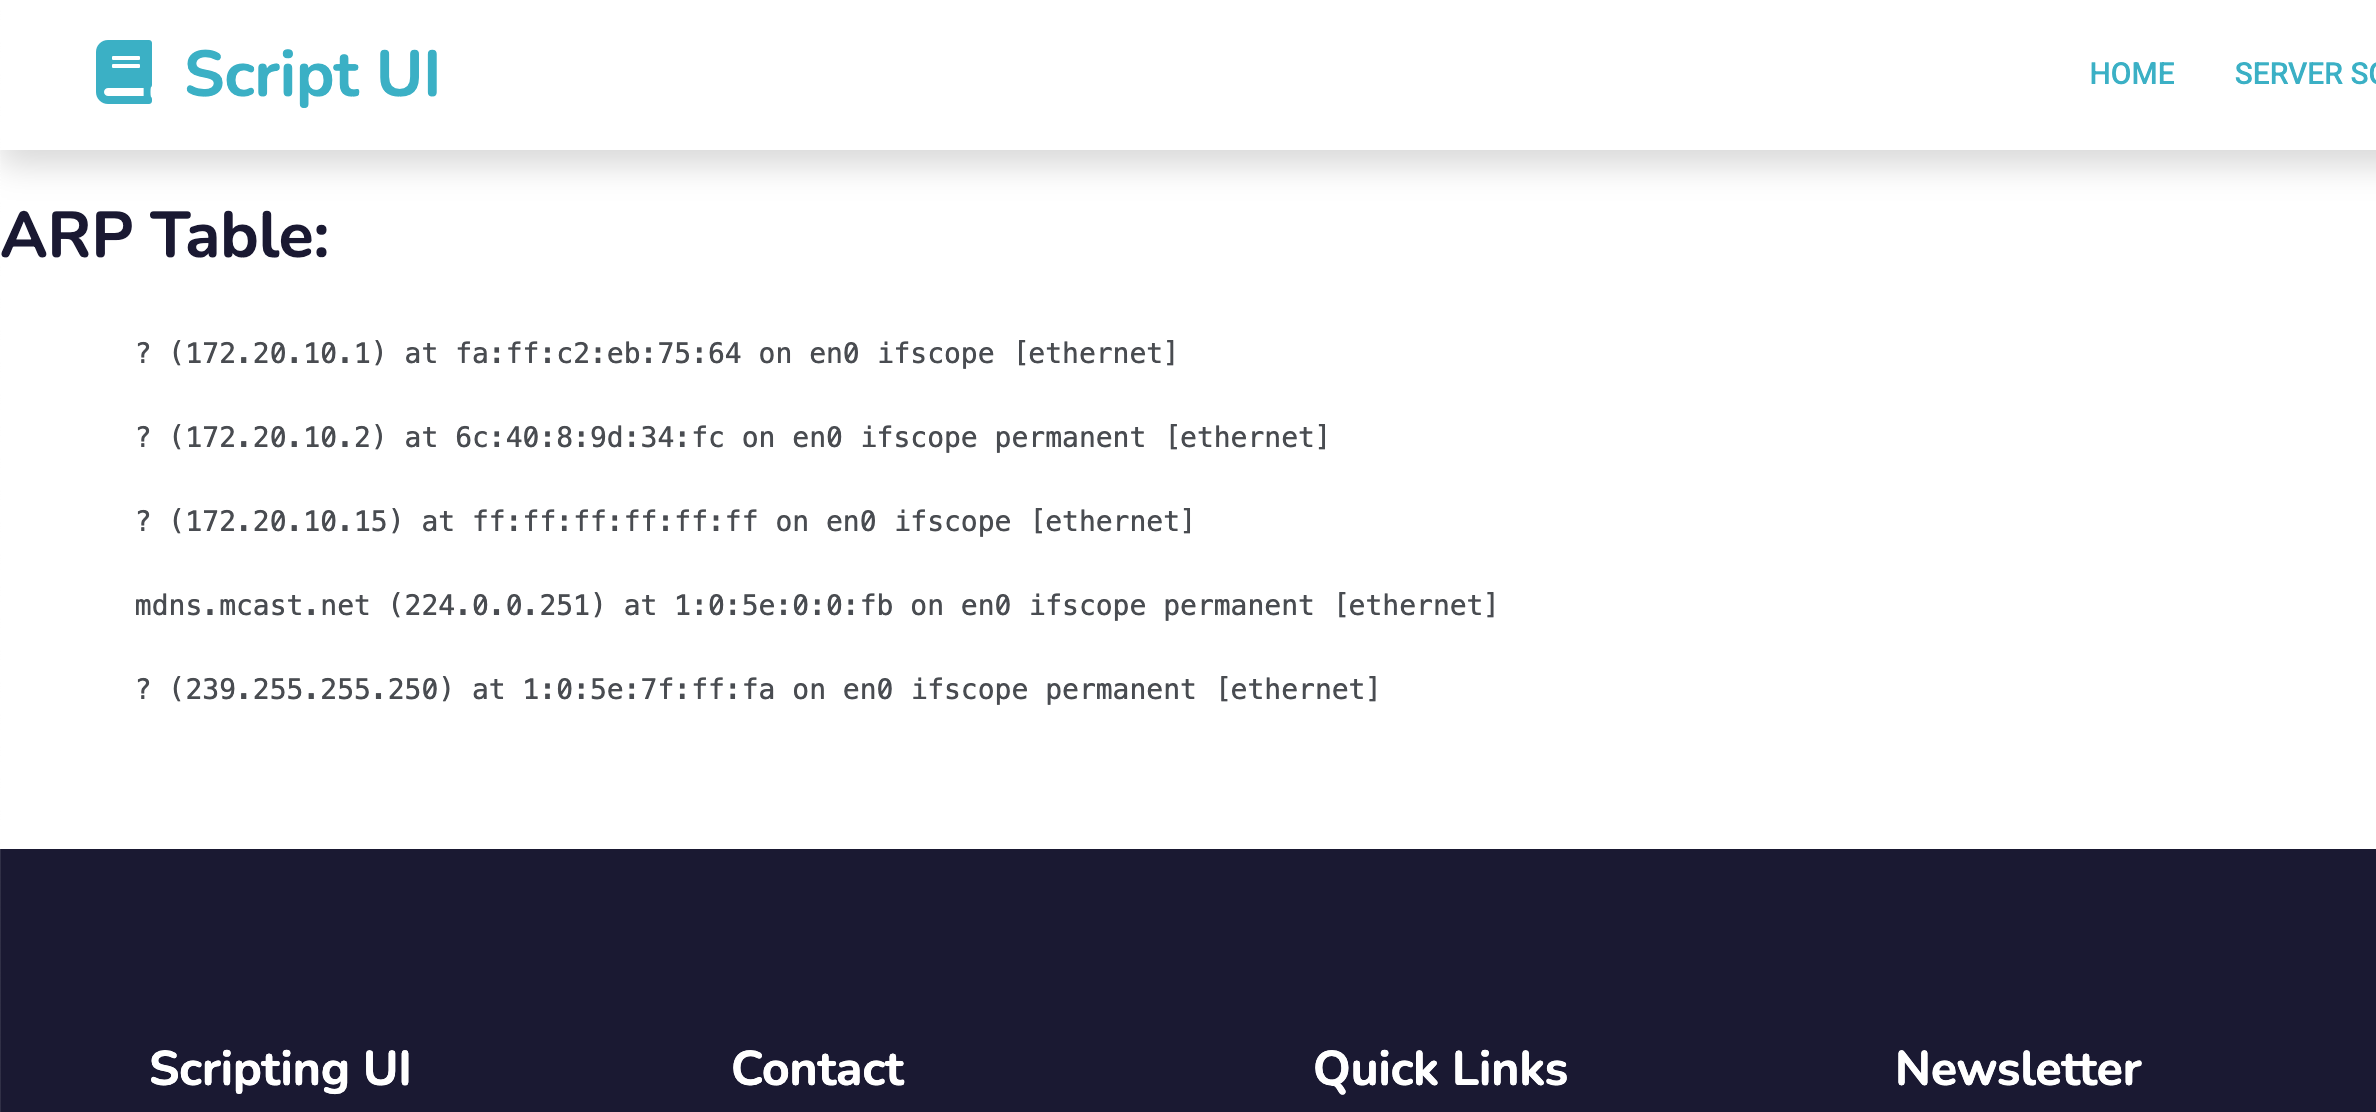 Script UI
HOME SERVER
ARP Table:
? (172.20.10.1) at fa:ff:c2:eb:75:64 on en0 ifscope [ethernet]
? (172.20.10.2) at 6c:40:8:9d:34:fc on en0 ifscope permanent [ethernet]
? (172.20.10.15) at ff:ff:ff:ff:ff:ff on en0 ifscope [ethernet]
mdns.mcast.net (224.0.0.251) at 1:0:5e:0:0:fb on en0 ifscope permanent [ethernet]
? (239.255.255.250) at 1:0:5e:7f:ff:fa on en0 ifscope permanent [ethernet]
Scripting UI Contact Quick Links Newsletter